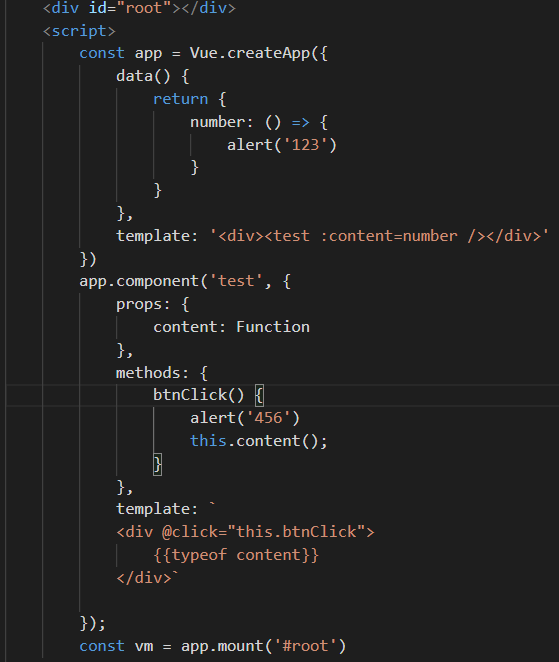 <div id="root"></div>
<script>
const app = Vue.createApp({
data() {
return {
number: () => {
alert('123')
}
}
},
template: '<div><test :content=number /></div>'
})
app.component('test', {
props: {
content: Function
},
methods: {
btnClick() {
alert('456')
this.content();
}
},
template: `
<div @click="this.btnClick">
{{typeof content}}
</div>`
});
const vm = app.mount('#root')